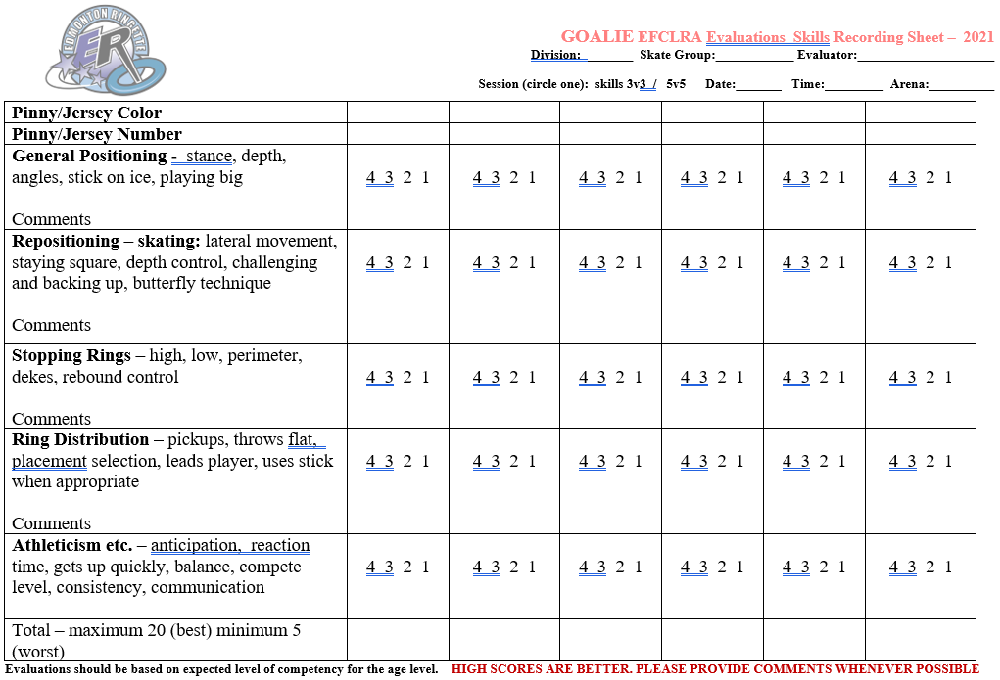 EDMONTON RINGETTE
ER
GOALIE EFCLRA Evaluations Skills Recording Sheet – 2021
Division:_______ Skate Group:____________ Evaluator:_____________________
Session (circle one): skills 3v3 / 5v5 Date:_______ Time:_________ Arena:__________
Pinny/Jersey Color
Pinny/Jersey Number
General Positioning - stance, depth,
angles, stick on ice, playing big
4 3 2 1 4 3 2 1 4 3 2 1 4 3 2 1 4 3 2 1 4 3 2 1
Comments
Repositioning – skating: lateral movement,
staying square, depth control, challenging
4 3 2 1 4 3 2 1 4 3 2 1 4 3 2 1 4 3 2 1 4 3 2 1
and backing up, butterfly technique
Comments
Stopping Rings – high, low, perimeter,
dekes, rebound control
4 3 2 1 4 3 2 1 4 3 2 1 4 3 2 1 4 3 2 1 4 3 2 1
Comments
Ring Distribution – pickups, throws flat,
placement selection, leads player, uses stick
4 3 2 1 4 3 2 1 4 3 2 1 4 3 2 1 4 3 2 1 4 3 2 1
when appropriate
Comments
Athleticism etc. – anticipation, reaction
time, gets up quickly, balance, compete
4 3 2 1 4 3 2 1 4 3 2 1 4 3 2 1 4 3 2 1 4 3 2 1
level, consistency, communication
Total – maximum 20 (best) minimum 5
(worst)
Evaluations should be based on expected level of competency for the age level. HIGH SCORES ARE BETTER. PLEASE PROVIDE COMMENTS WHENEVER POSSIBLE